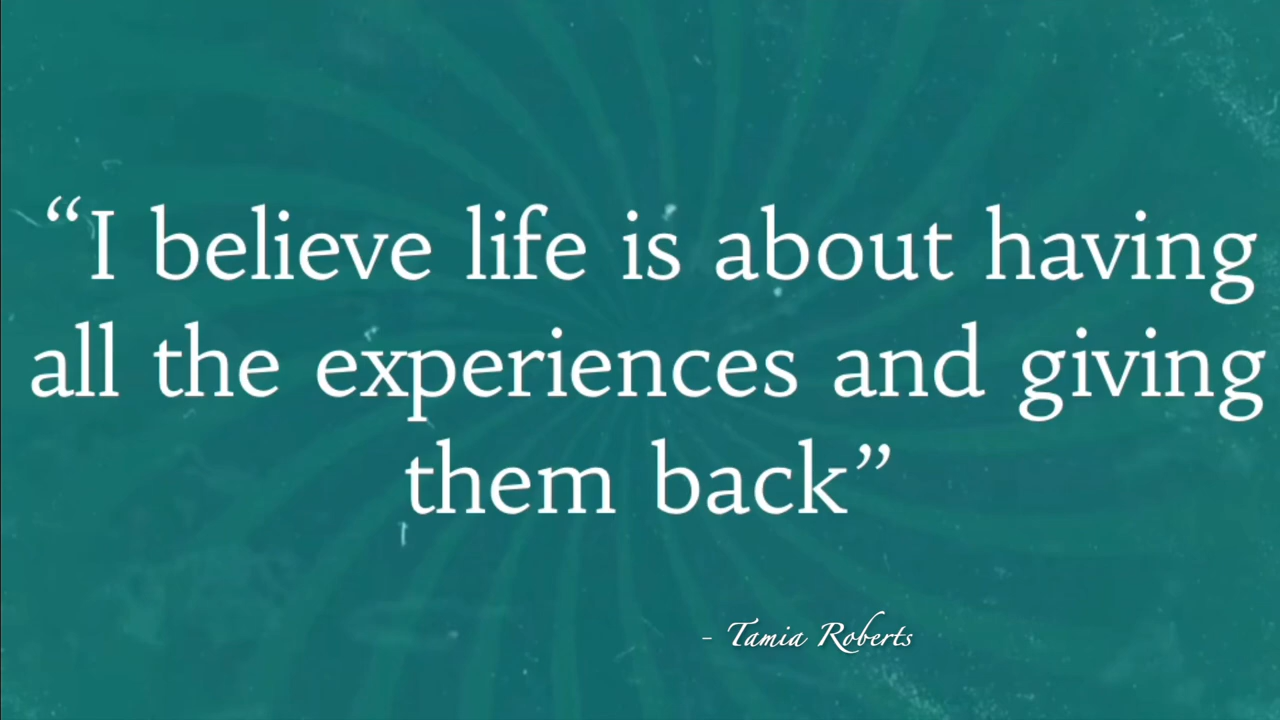 “I believe life is about having
all the experiences and giving
them back”
- Tamia Roberts